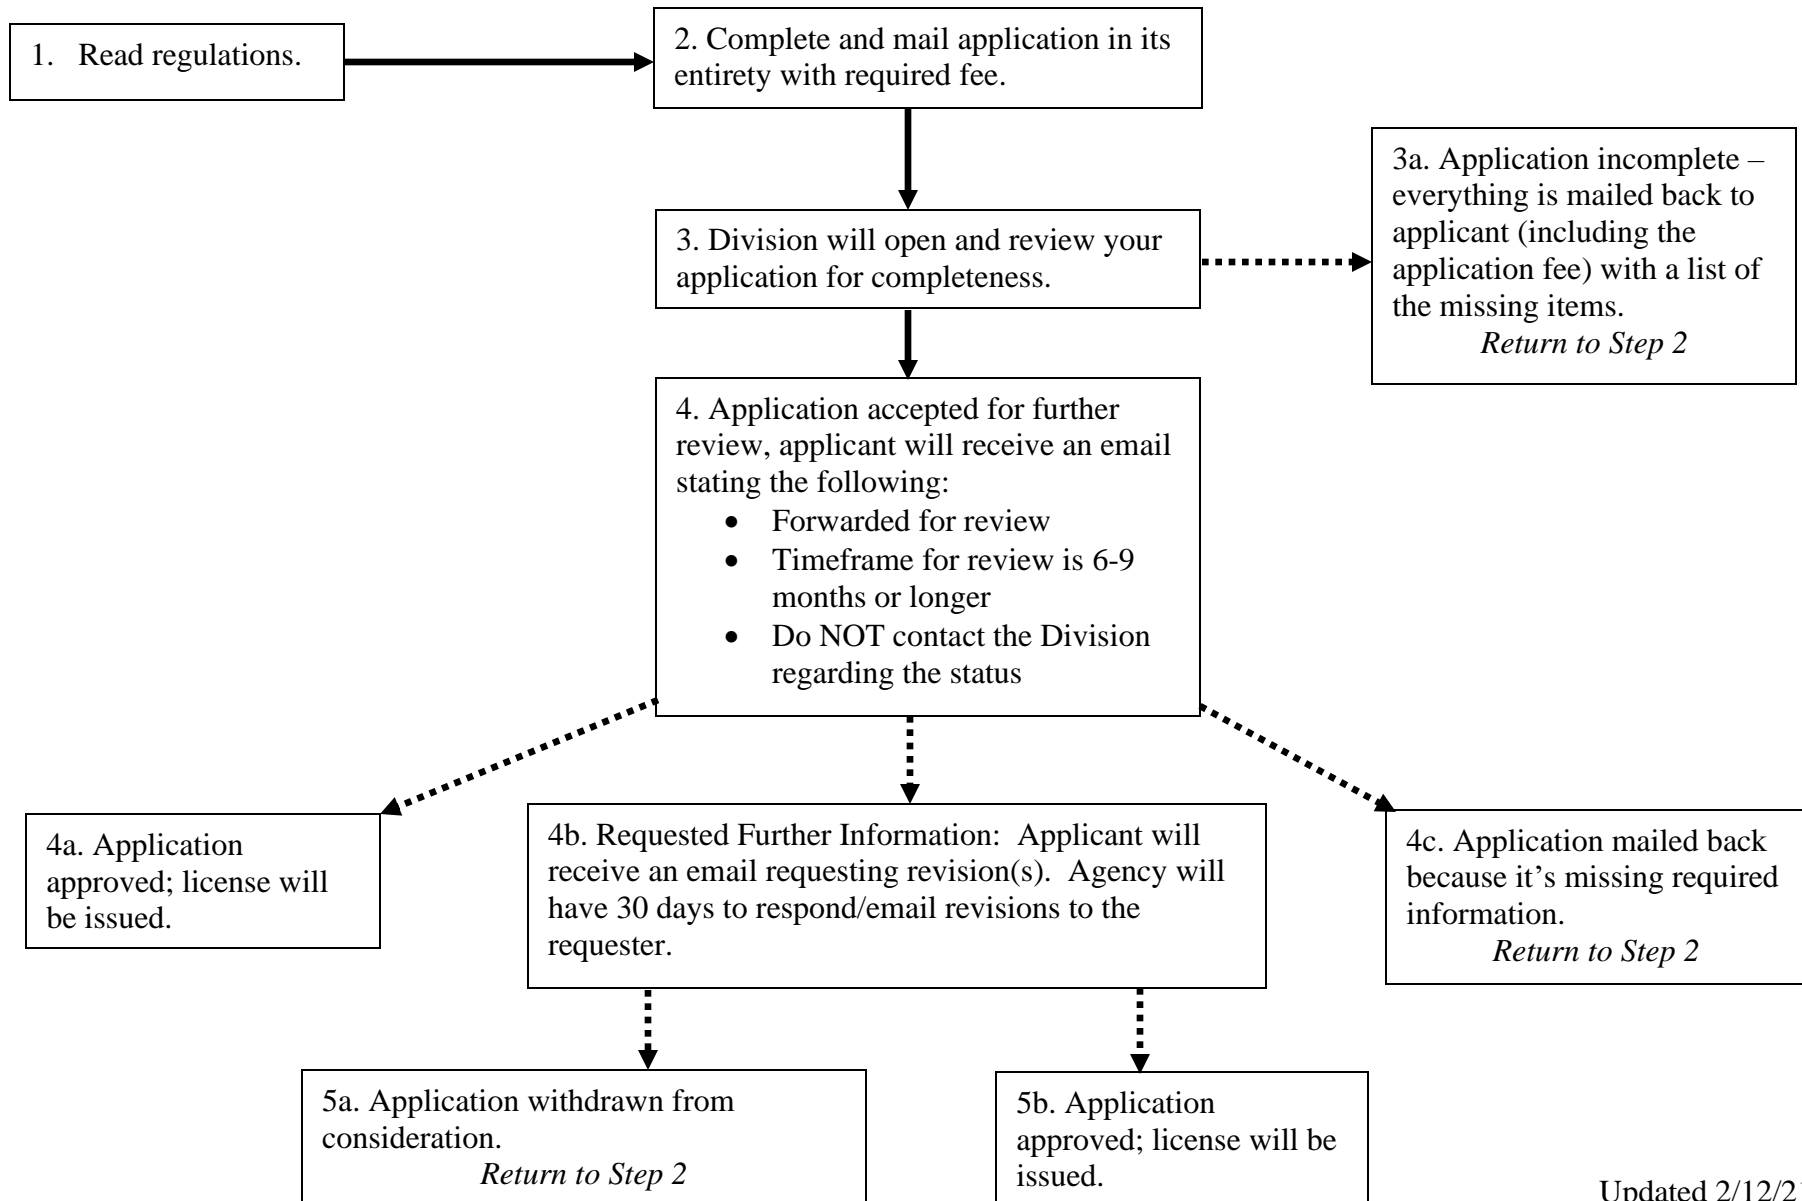 1. Read regulations.
2. Complete and mail application in its
entirety with required fee.
3. Division will open and review your
application for completeness.
3a. Application incomplete –
everything is mailed back to
applicant (including the
application fee) with a list of
the missing items.
Return to Step 2
4. Application accepted for further
review, applicant will receive an email
stating the following:
• Forwarded for review
• Timeframe for review is 6-9
months or longer
• Do NOT contact the Division
regarding the status
4a. Application
approved; license will
be issued.
4b. Requested Further Information: Applicant will
receive an email requesting revision(s). Agency will
have 30 days to respond/email revisions to the
requester.
4c. Application mailed back
because it’s missing required
information.
Return to Step 2
5a. Application withdrawn from
consideration.
Return to Step 2
5b. Application
approved; license will be
issued.
Updated 2/12/21